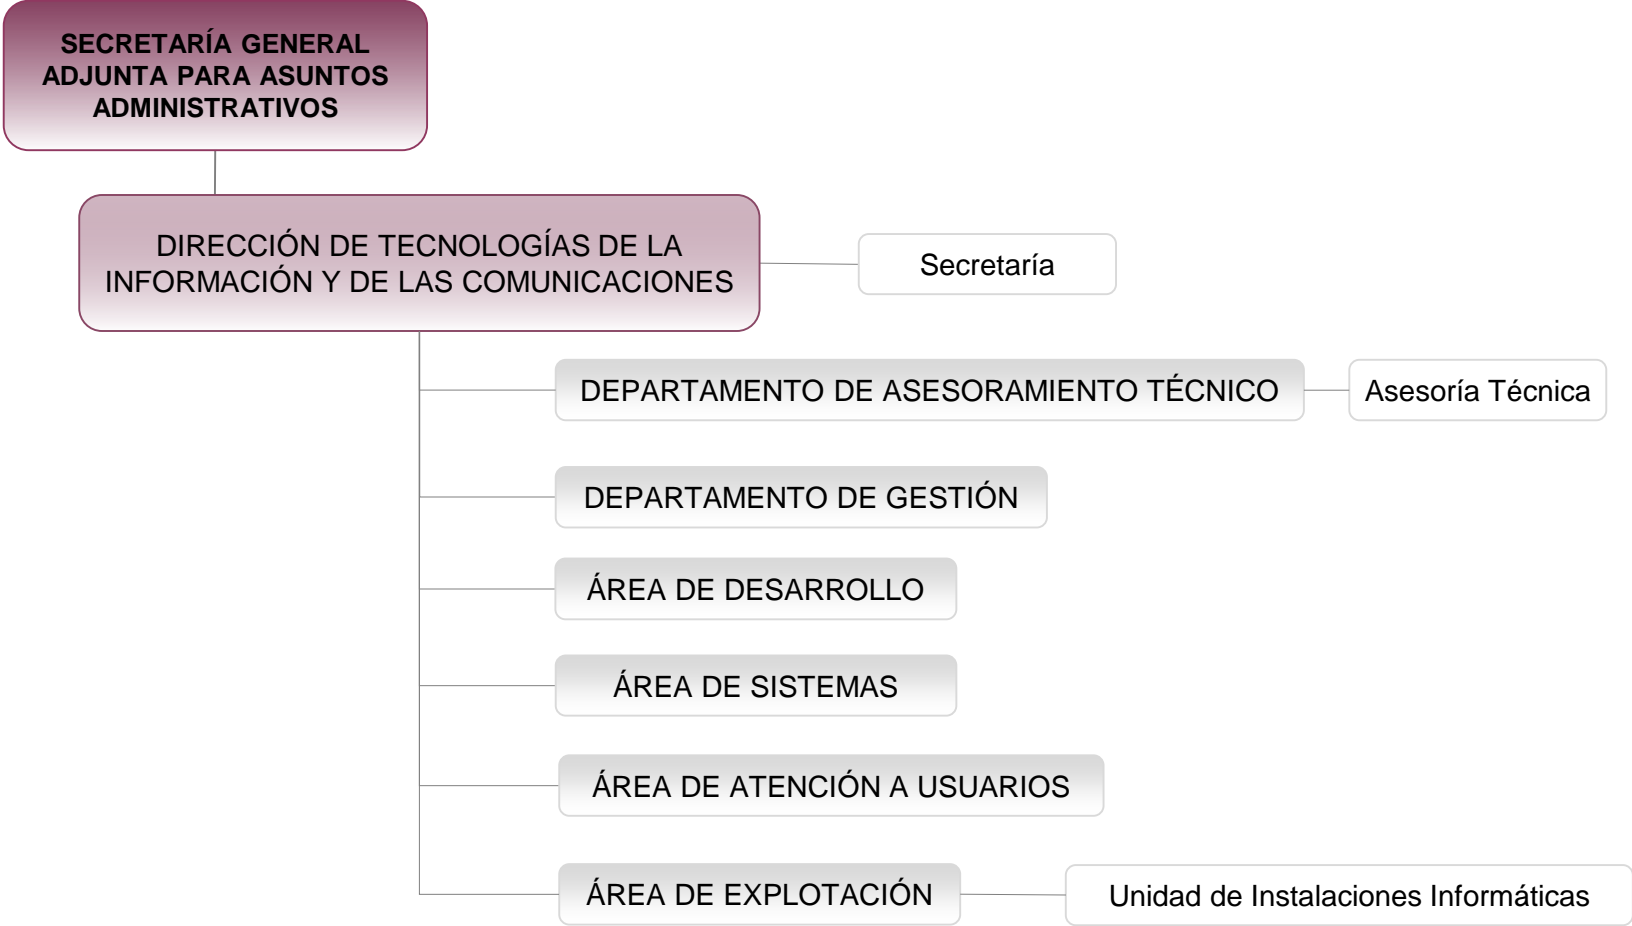 SECRETARÍA GENERAL
ADJUNTA PARA ASUNTOS
ADMINISTRATIVOS
DIRECCIÓN DE TECNOLOGÍAS DE LA
INFORMACIÓN Y DE LAS COMUNICACIONES
Secretaría
DEPARTAMENTO DE ASESORAMIENTO TÉCNICO
Asesoría Técnica
DEPARTAMENTO DE GESTIÓN
ÁREA DE DESARROLLO
ÁREA DE SISTEMAS
ÁREA DE ATENCIÓN A USUARIOS
ÁREA DE EXPLOTACIÓN
Unidad de Instalaciones Informáticas